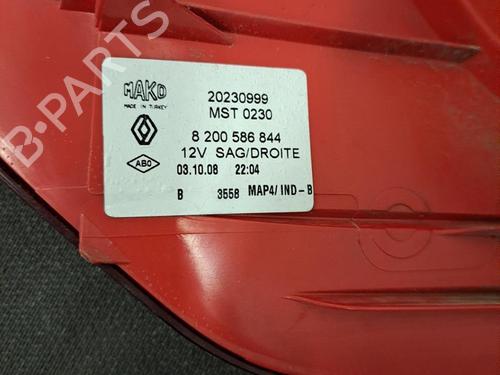 B-PARTS
MAKO
MADE IN TURKEY
20230999
MST 0230
8 200 586 844
ABO
12V SAG/DROITE
03.10.08 22:04
B 3558 MAP4/ IND-B
B-PARTS